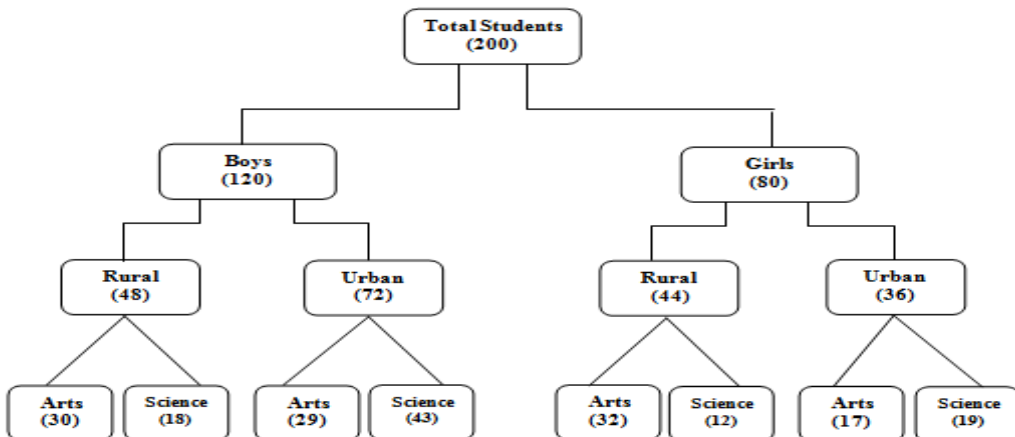 Total Students
(200)
Boys
(120)
Girls
(80)
Rural
(48)
Urban
(72)
Rural
(44)
Urban
(36)
Arts
(30)
Science
(18)
Arts
(29)
Science
(43)
Arts
(32)
Science
(12)
Arts
(17)
Science
(19)